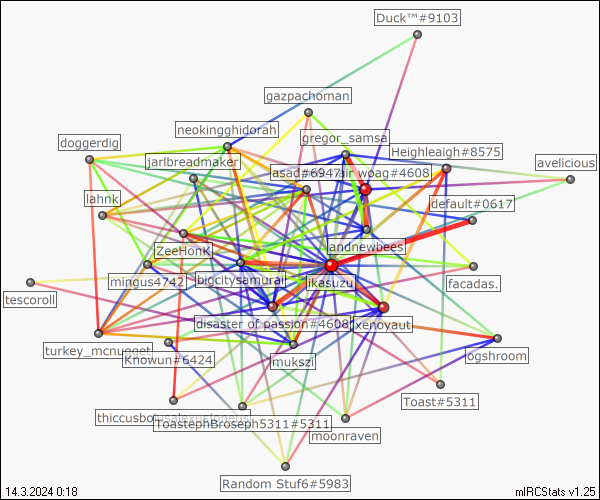 Duck™#9103
gazpachoman
neokingghidorah
gregor_samsa
doggerdig
Heighleaigh#8575
jarlbreadmaker
avelicious
asad#6947
air_woag#4608
lahnk
default#0617
andnewbees
ZeeHonK
mingus4742
bigcitysamurai
ikasuzu
facadas.
tescoroll
disaster of passion#4608
xenoyaut
turkey_mcnugget
Knowun#6424
mukszi
ogshroom
Toast#5311
thiccusbot
ToastephBroseph5311#5311
moonraven
Random Stuf6#5983
14.3.2024 0:18
mIRCStats v1.25